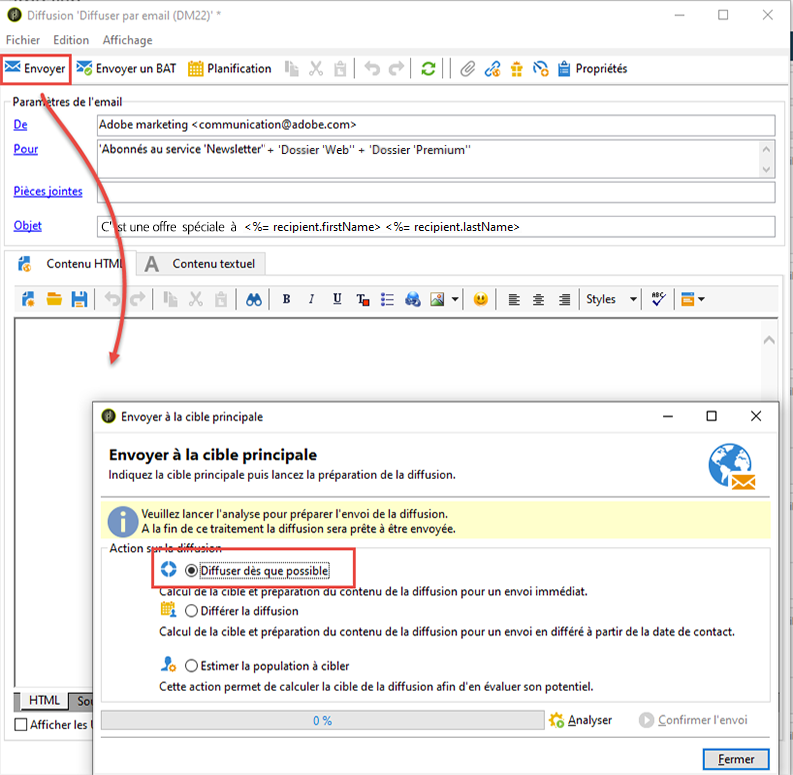 Diffusion 'Diffuser par email (DM22)' *
Fichier Edition Affichage
Envoyer Envoyer un BAT Planification Propriétés
Paramètres de l'email
De Adobe marketing <communication@adobe.com>
Pour 'Abonnés au service 'Newsletter'' + 'Dossier 'Web'' + 'Dossier 'Premium''
Pièces jointes
Objet C'est une offre spéciale à <%= recipient.firstName> <%= recipient.lastName>
Contenu HTML A Contenu textuel
B I U T Styles ABC
Envoyer à la cible principale
Envoyer à la cible principale
Indiquez la cible principale puis lancez la préparation de la diffusion.
Veuillez lancer l'analyse pour préparer l'envoi de la diffusion.
A la fin de ce traitement la diffusion sera prête à être envoyée.
Action sur la diffusion
Diffuser dès que possible
Calcul de la cible et préparation du contenu de la diffusion pour un envoi immédiat.
Différer la diffusion
Calcul de la cible et préparation du contenu de la diffusion pour un envoi en différé à partir de la date de contact.
Estimer la population à cibler
Cette action permet de calculer la cible de la diffusion afin d'en évaluer son potentiel.
HTML Sou
Afficher les
0 % Analyser Confirmer l'envoi
Fermer